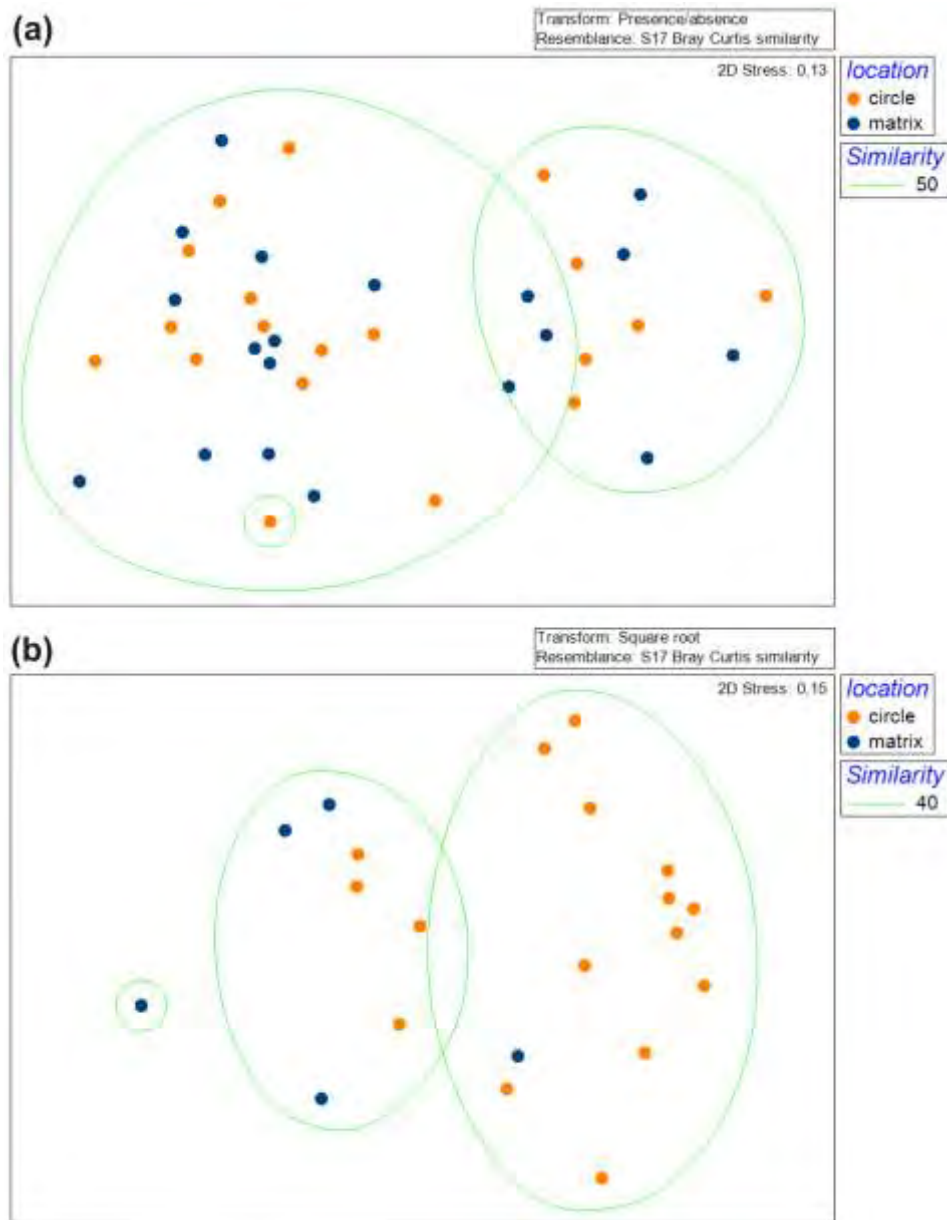 (a)
Transform: Presence/absence
Resemblance: S17 Bray Curtis similarity
2D Stress: 0,13
location
circle
matrix
Similarity
50
(b)
Transform: Square root
Resemblance: S17 Bray Curtis similarity
2D Stress: 0,15
location
circle
matrix
Similarity
40